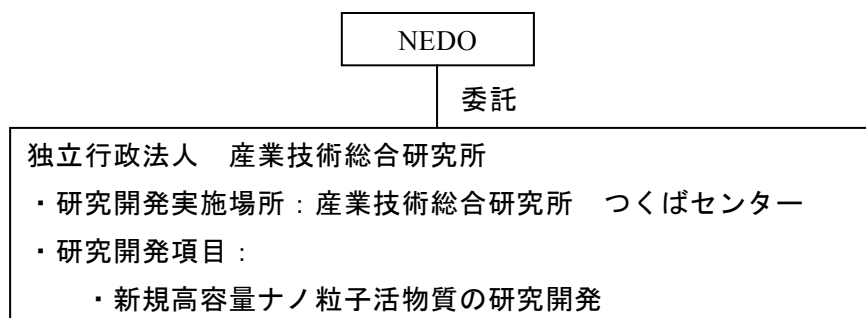 NEDO
委託
独立行政法人　産業技術総合研究所
・研究開発実施場所：産業技術総合研究所　つくばセンター
・研究開発項目：
・新規高容量ナノ粒子活物質の研究開発